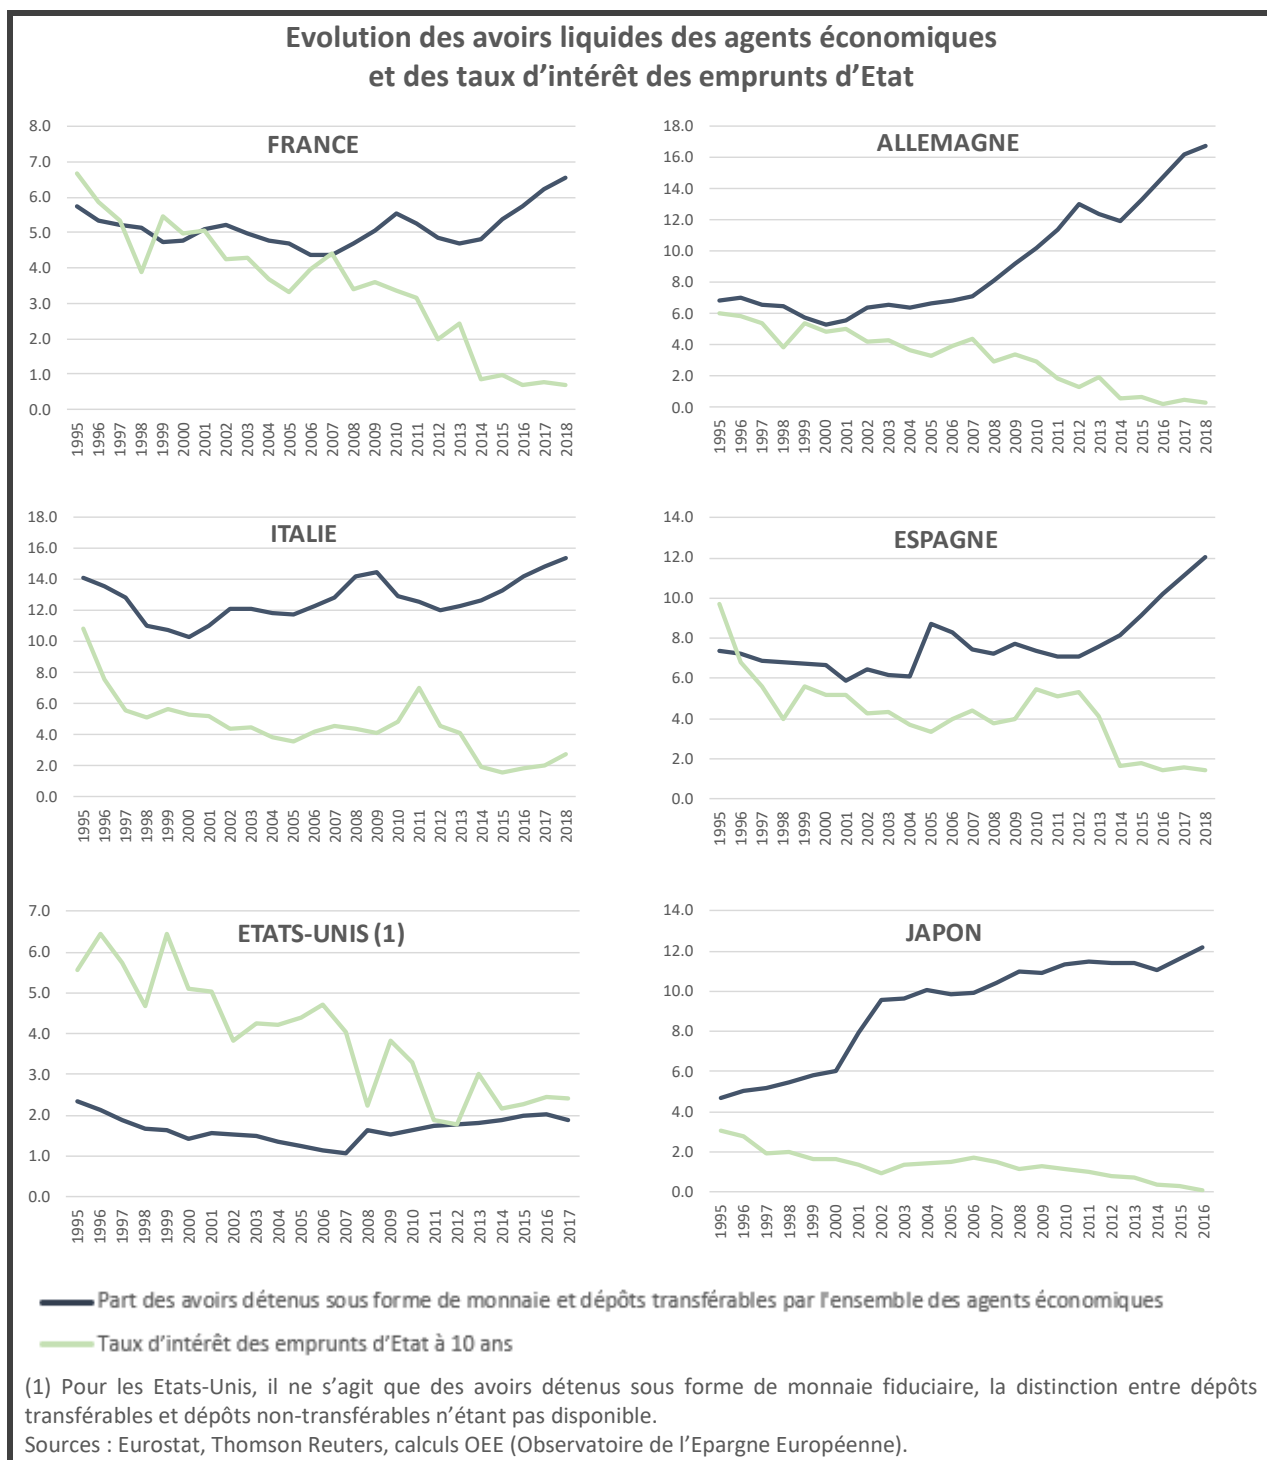 Evolution des avoirs liquides des agents économiques
et des taux d'intérêt des emprunts d'Etat
FRANCE
8.0
7.0
6.0
5.0
4.0
3.0
2.0
1.0
0.0
1995 1996 1997 1998 1999 2000 2001 2002 2003 2004 2005 2006 2007 2008 2009 2010 2011 2012 2013 2014 2015 2016 2017 2018
ALLEMAGNE
18.0
16.0
14.0
12.0
10.0
8.0
6.0
4.0
2.0
0.0
1995 1996 1997 1998 1999 2000 2001 2002 2003 2004 2005 2006 2007 2008 2009 2010 2011 2012 2013 2014 2015 2016 2017 2018
ITALIE
18.0
16.0
14.0
12.0
10.0
8.0
6.0
4.0
2.0
0.0
1995 1996 1997 1998 1999 2000 2001 2002 2003 2004 2005 2006 2007 2008 2009 2010 2011 2012 2013 2014 2015 2016 2017 2018
ESPAGNE
14.0
12.0
10.0
8.0
6.0
4.0
2.0
0.0
1995 1996 1997 1998 1999 2000 2001 2002 2003 2004 2005 2006 2007 2008 2009 2010 2011 2012 2013 2014 2015 2016 2017 2018
ETATS-UNIS (1)
7.0
6.0
5.0
4.0
3.0
2.0
1.0
0.0
1995 1996 1997 1998 1999 2000 2001 2002 2003 2004 2005 2006 2007 2008 2009 2010 2011 2012 2013 2014 2015 2016 2017
JAPON
14.0
12.0
10.0
8.0
6.0
4.0
2.0
0.0
1995 1996 1997 1998 1999 2000 2001 2002 2003 2004 2005 2006 2007 2008 2009 2010 2011 2012 2013 2014 2015 2016
Part des avoirs détenus sous forme de monnaie et dépôts transférables par l'ensemble des agents économiques
Taux d'intérêt des emprunts d'Etat à 10 ans
(1) Pour les Etats-Unis, il ne s'agit que des avoirs détenus sous forme de monnaie fiduciaire, la distinction entre dépôts
transférables et dépôts non-transférables n'étant pas disponible.
Sources : Eurostat, Thomson Reuters, calculs OEE (Observatoire de l'Epargne Européenne).